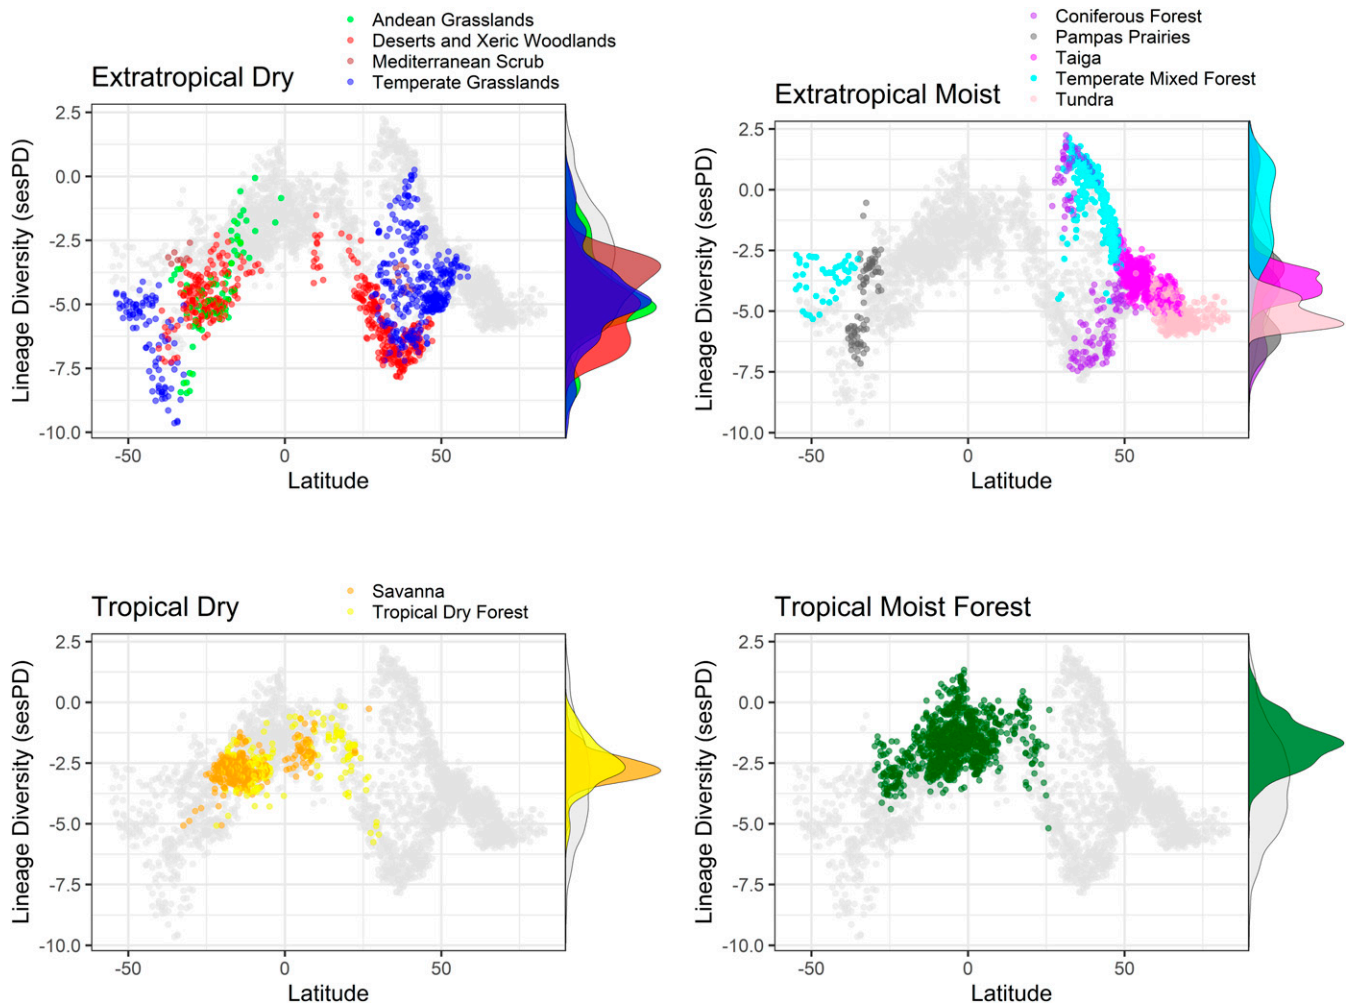 Andean Grasslands
Deserts and Xeric Woodlands
Mediterranean Scrub
Temperate Grasslands
Extratropical Dry
Lineage Diversity (sesPD)
2.5
0.0
-2.5
-5.0
-7.5
-10.0
-50
0
50
Latitude
Coniferous Forest
Pampas Prairies
Taiga
Temperate Mixed Forest
Tundra
Extratropical Moist
Lineage Diversity (sesPD)
2.5
0.0
-2.5
-5.0
-7.5
-10.0
-50
0
50
Latitude
Savanna
Tropical Dry Forest
Tropical Dry
Lineage Diversity (sesPD)
2.5
0.0
-2.5
-5.0
-7.5
-10.0
-50
0
50
Latitude
Tropical Moist Forest
Lineage Diversity (sesPD)
2.5
0.0
-2.5
-5.0
-7.5
-10.0
-50
0
50
Latitude